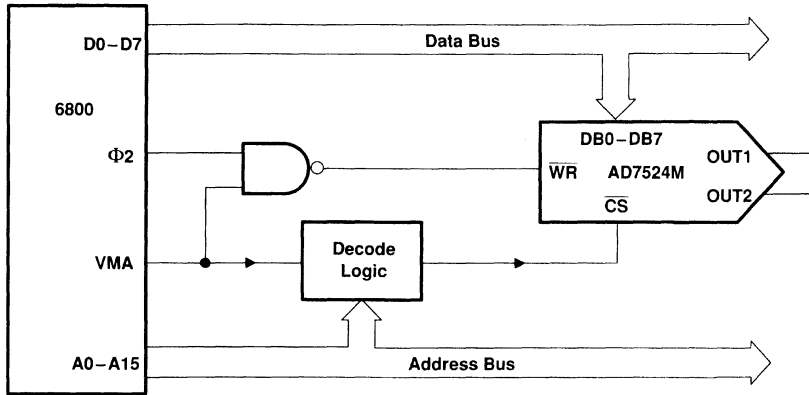 D0–D7
Data Bus
6800
DB0–DB7
Φ2
OUT1
WR AD7524M
OUT2
CS
Decode
Logic
VMA
A0–A15
Address Bus